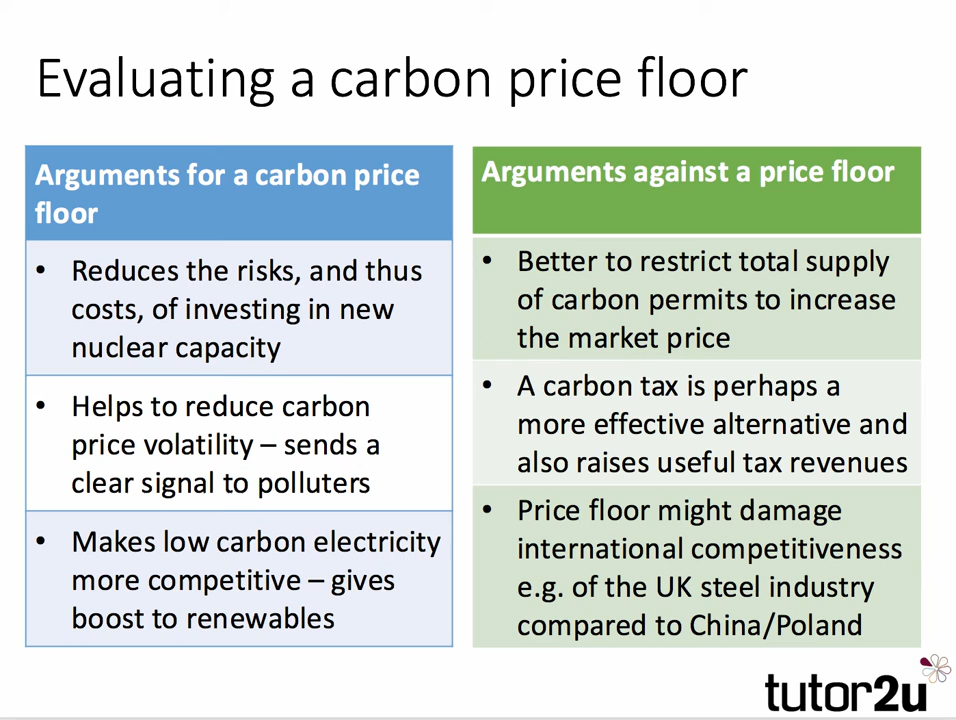 Evaluating a carbon price floor
Arguments for a carbon price
floor
• Reduces the risks, and thus
costs, of investing in new
nuclear capacity
• Helps to reduce carbon
price volatility – sends a
clear signal to polluters
• Makes low carbon electricity
more competitive – gives
boost to renewables
Arguments against a price floor
• Better to restrict total supply
of carbon permits to increase
the market price
• A carbon tax is perhaps a
more effective alternative and
also raises useful tax revenues
• Price floor might damage
international competitiveness
e.g. of the UK steel industry
compared to China/Poland
tutor2u